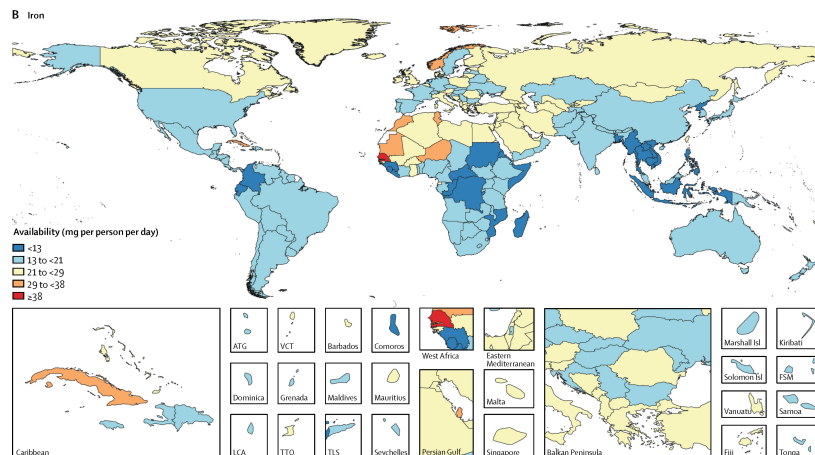 B Iron
Availability (mg per person per day)
<13
13 to <21
21 to <29
29 to <38
≥38
Caribbean
ATG
VCT
Barbados
Comoros
West Africa
Eastern
Mediterranean
Dominica
Grenada
Maldives
Mauritius
Malta
LCA
TTO
TLS
Seychelles
Persian Gulf
Singapore
Balkan Peninsula
Marshall Isl
Kiribati
Solomon Isl
FSM
Vanuatu
Samoa
Fiji
Tonga